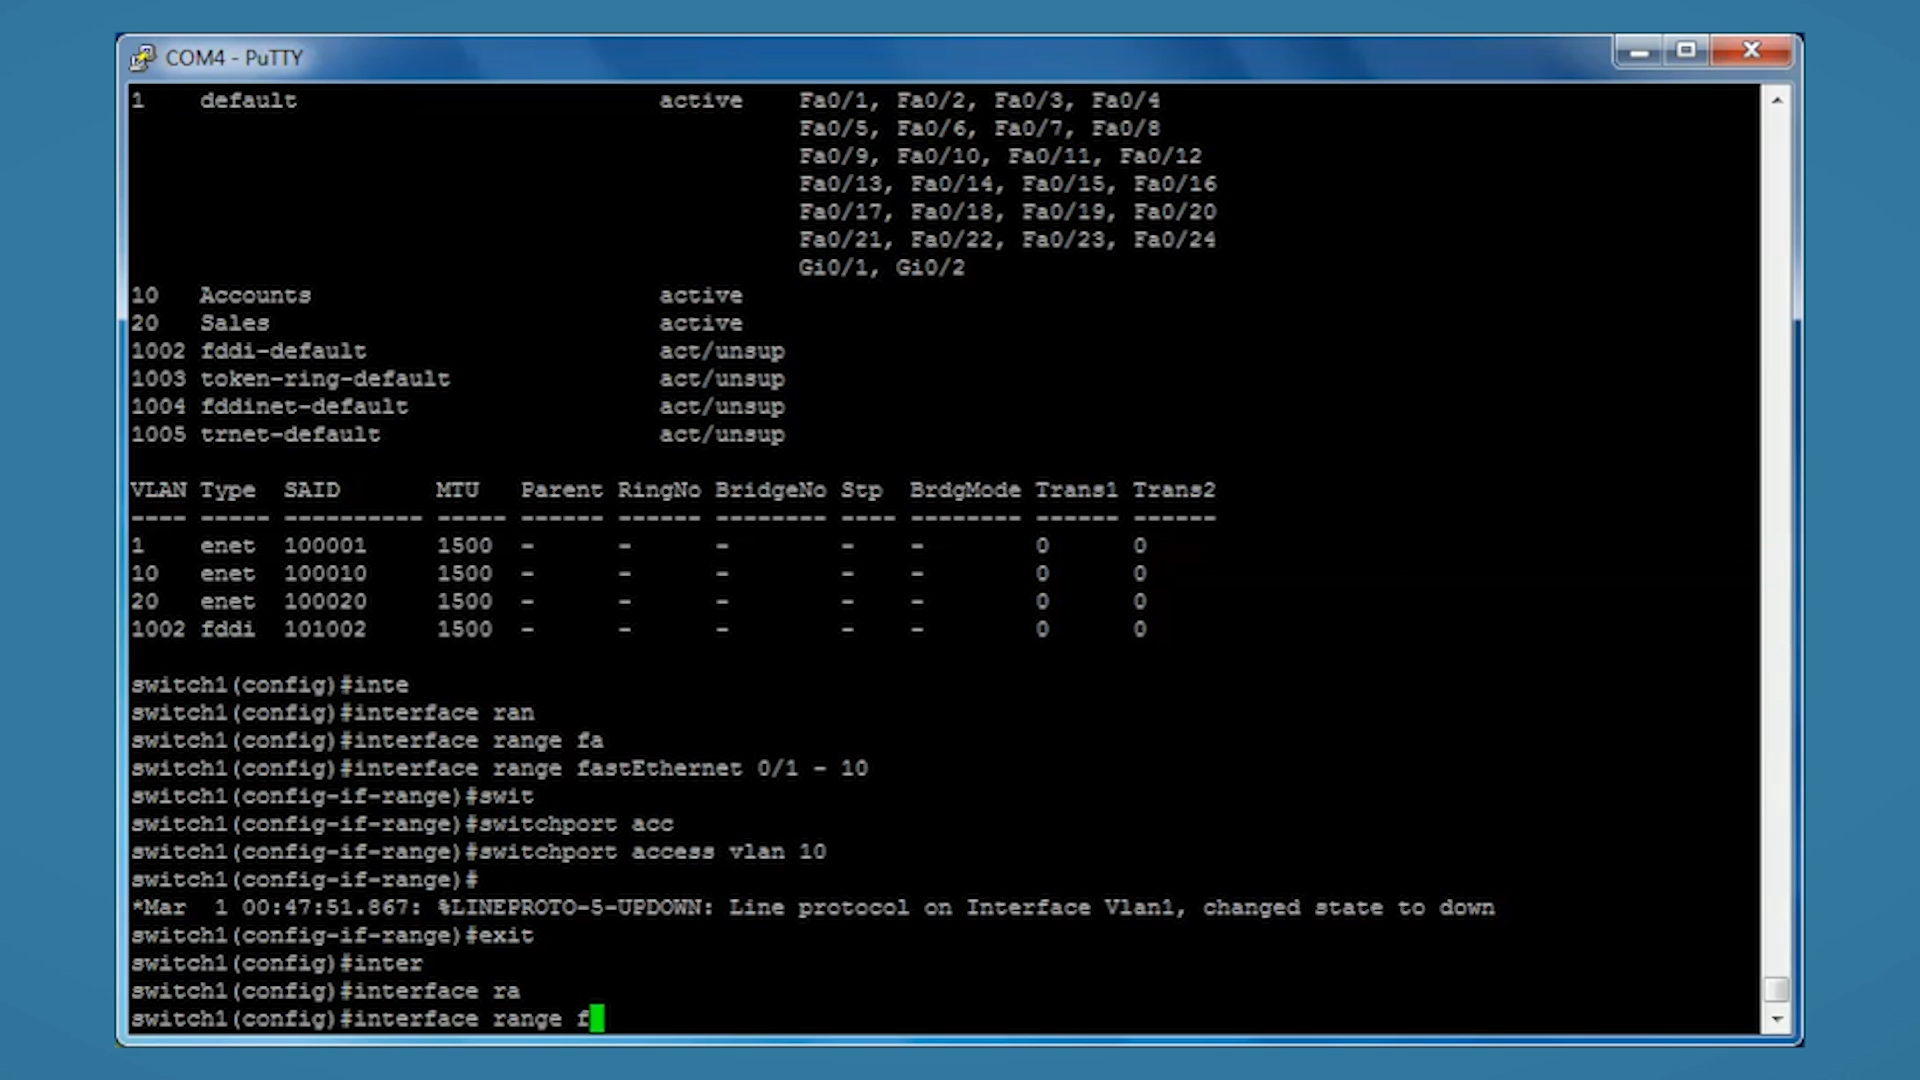 COM4 - PuTTY
1    default                          active    Fa0/1, Fa0/2, Fa0/3, Fa0/4
                                                Fa0/5, Fa0/6, Fa0/7, Fa0/8
                                                Fa0/9, Fa0/10, Fa0/11, Fa0/12
                                                Fa0/13, Fa0/14, Fa0/15, Fa0/16
                                                Fa0/17, Fa0/18, Fa0/19, Fa0/20
                                                Fa0/21, Fa0/22, Fa0/23, Fa0/24
                                                Gi0/1, Gi0/2
10   Accounts                         active
20   Sales                            active
1002 fddi-default                     act/unsup
1003 token-ring-default               act/unsup
1004 fddinet-default                  act/unsup
1005 trnet-default                    act/unsup
VLAN Type  SAID       MTU   Parent RingNo BridgeNo Stp  BrdgMode Trans1 Trans2
---- ----- ---------- ----- ------ ------ -------- ---- -------- ------ ------
1    enet  100001     1500  -      -      -        -    -        0      0
10   enet  100010     1500  -      -      -        -    -        0      0
20   enet  100020     1500  -      -      -        -    -        0      0
1002 fddi  101002     1500  -      -      -        -    -        0      0
switch1(config)#inte
switch1(config)#interface ran
switch1(config)#interface range fa
switch1(config)#interface range fastEthernet 0/1 - 10
switch1(config-if-range)#swit
switch1(config-if-range)#switchport acc
switch1(config-if-range)#switchport access vlan 10
switch1(config-if-range)#
*Mar  1 00:47:51.867: %LINEPROTO-5-UPDOWN: Line protocol on Interface Vlan1, changed state to down
switch1(config-if-range)#exit
switch1(config)#inter
switch1(config)#interface ra
switch1(config)#interface range f